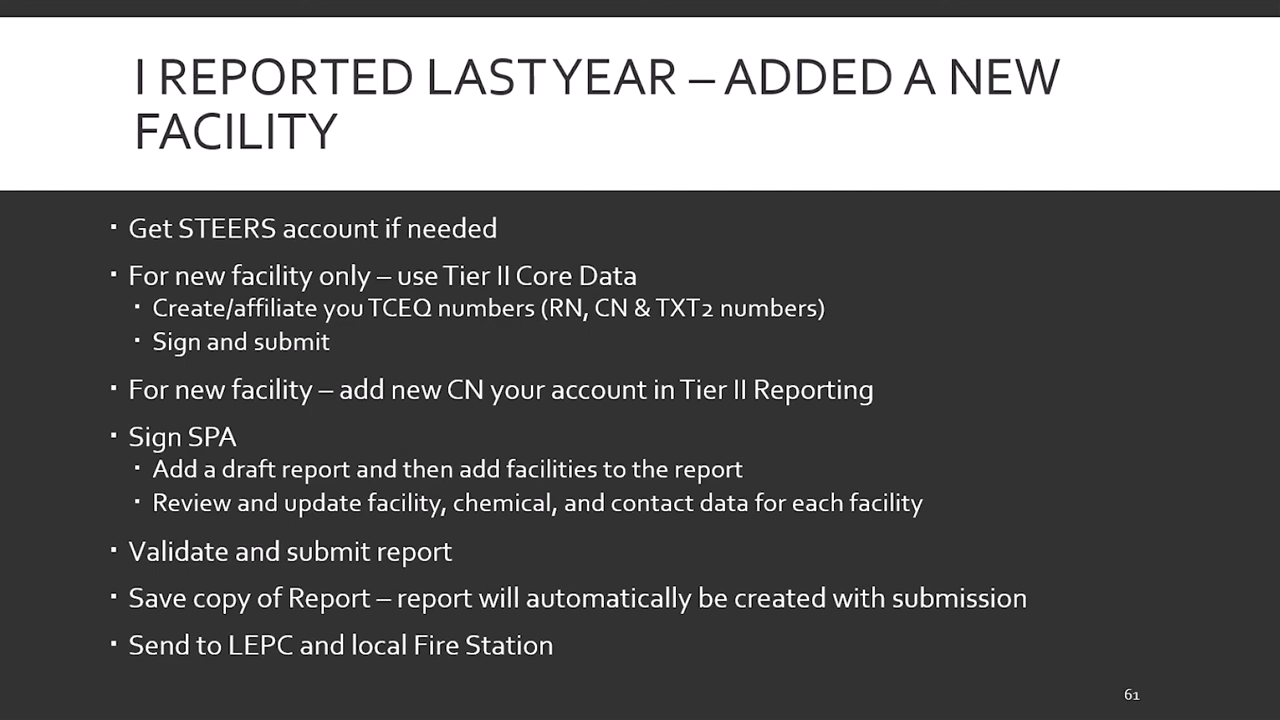 I REPORTED LAST YEAR – ADDED A NEW
FACILITY
▪ Get STEERS account if needed
▪ For new facility only – use Tier II Core Data
▪ Create/affiliate you TCEQ numbers (RN, CN & TXT2 numbers)
▪ Sign and submit
▪ For new facility – add new CN your account in Tier II Reporting
▪ Sign SPA
▪ Add a draft report and then add facilities to the report
▪ Review and update facility, chemical, and contact data for each facility
▪ Validate and submit report
▪ Save copy of Report – report will automatically be created with submission
▪ Send to LEPC and local Fire Station
61